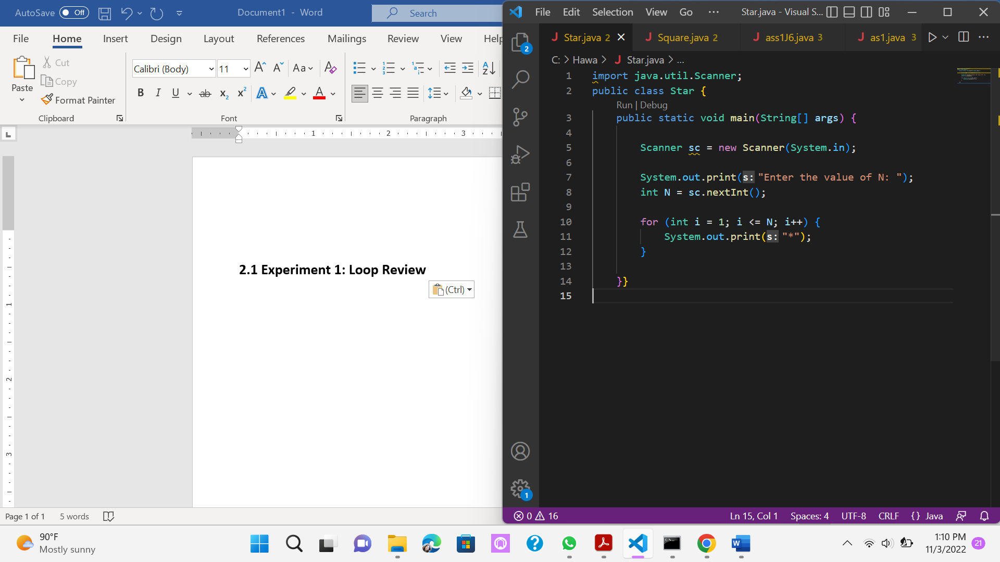 AutoSave Off
Document1 - Word
Search
File Home Insert Design Layout References Mailings Review View Help
Paste
Cut
Copy
Format Painter
Clipboard
Calibri (Body) 11
Aa
B I U ab x₂ x² A A
Font
Paragraph
1 2 3
2.1 Experiment 1: Loop Review
(Ctrl)
1
2
3
Page 1 of 1 5 words
File Edit Selection View Go ···
Star.java - Visual S...
Star.java 2
Square.java 2
ass1J6.java 3
as1.java 3
C: > Hawa > J Star.java > ...
1 import java.util.Scanner;
2 public class Star {
Run | Debug
3 public static void main(String[] args) {
4
5 Scanner sc = new Scanner(System.in);
6
7 System.out.print(s: "Enter the value of N: ");
8 int N = sc.nextInt();
9
10 for (int i = 1; i <= N; i++) {
11 System.out.print(s: "*");
12 }
13
14 }}
15
2
1
0 16
Ln 15, Col 1 Spaces: 4 UTF-8 CRLF {} Java
90°F
Mostly sunny
1:10 PM
11/3/2022
21